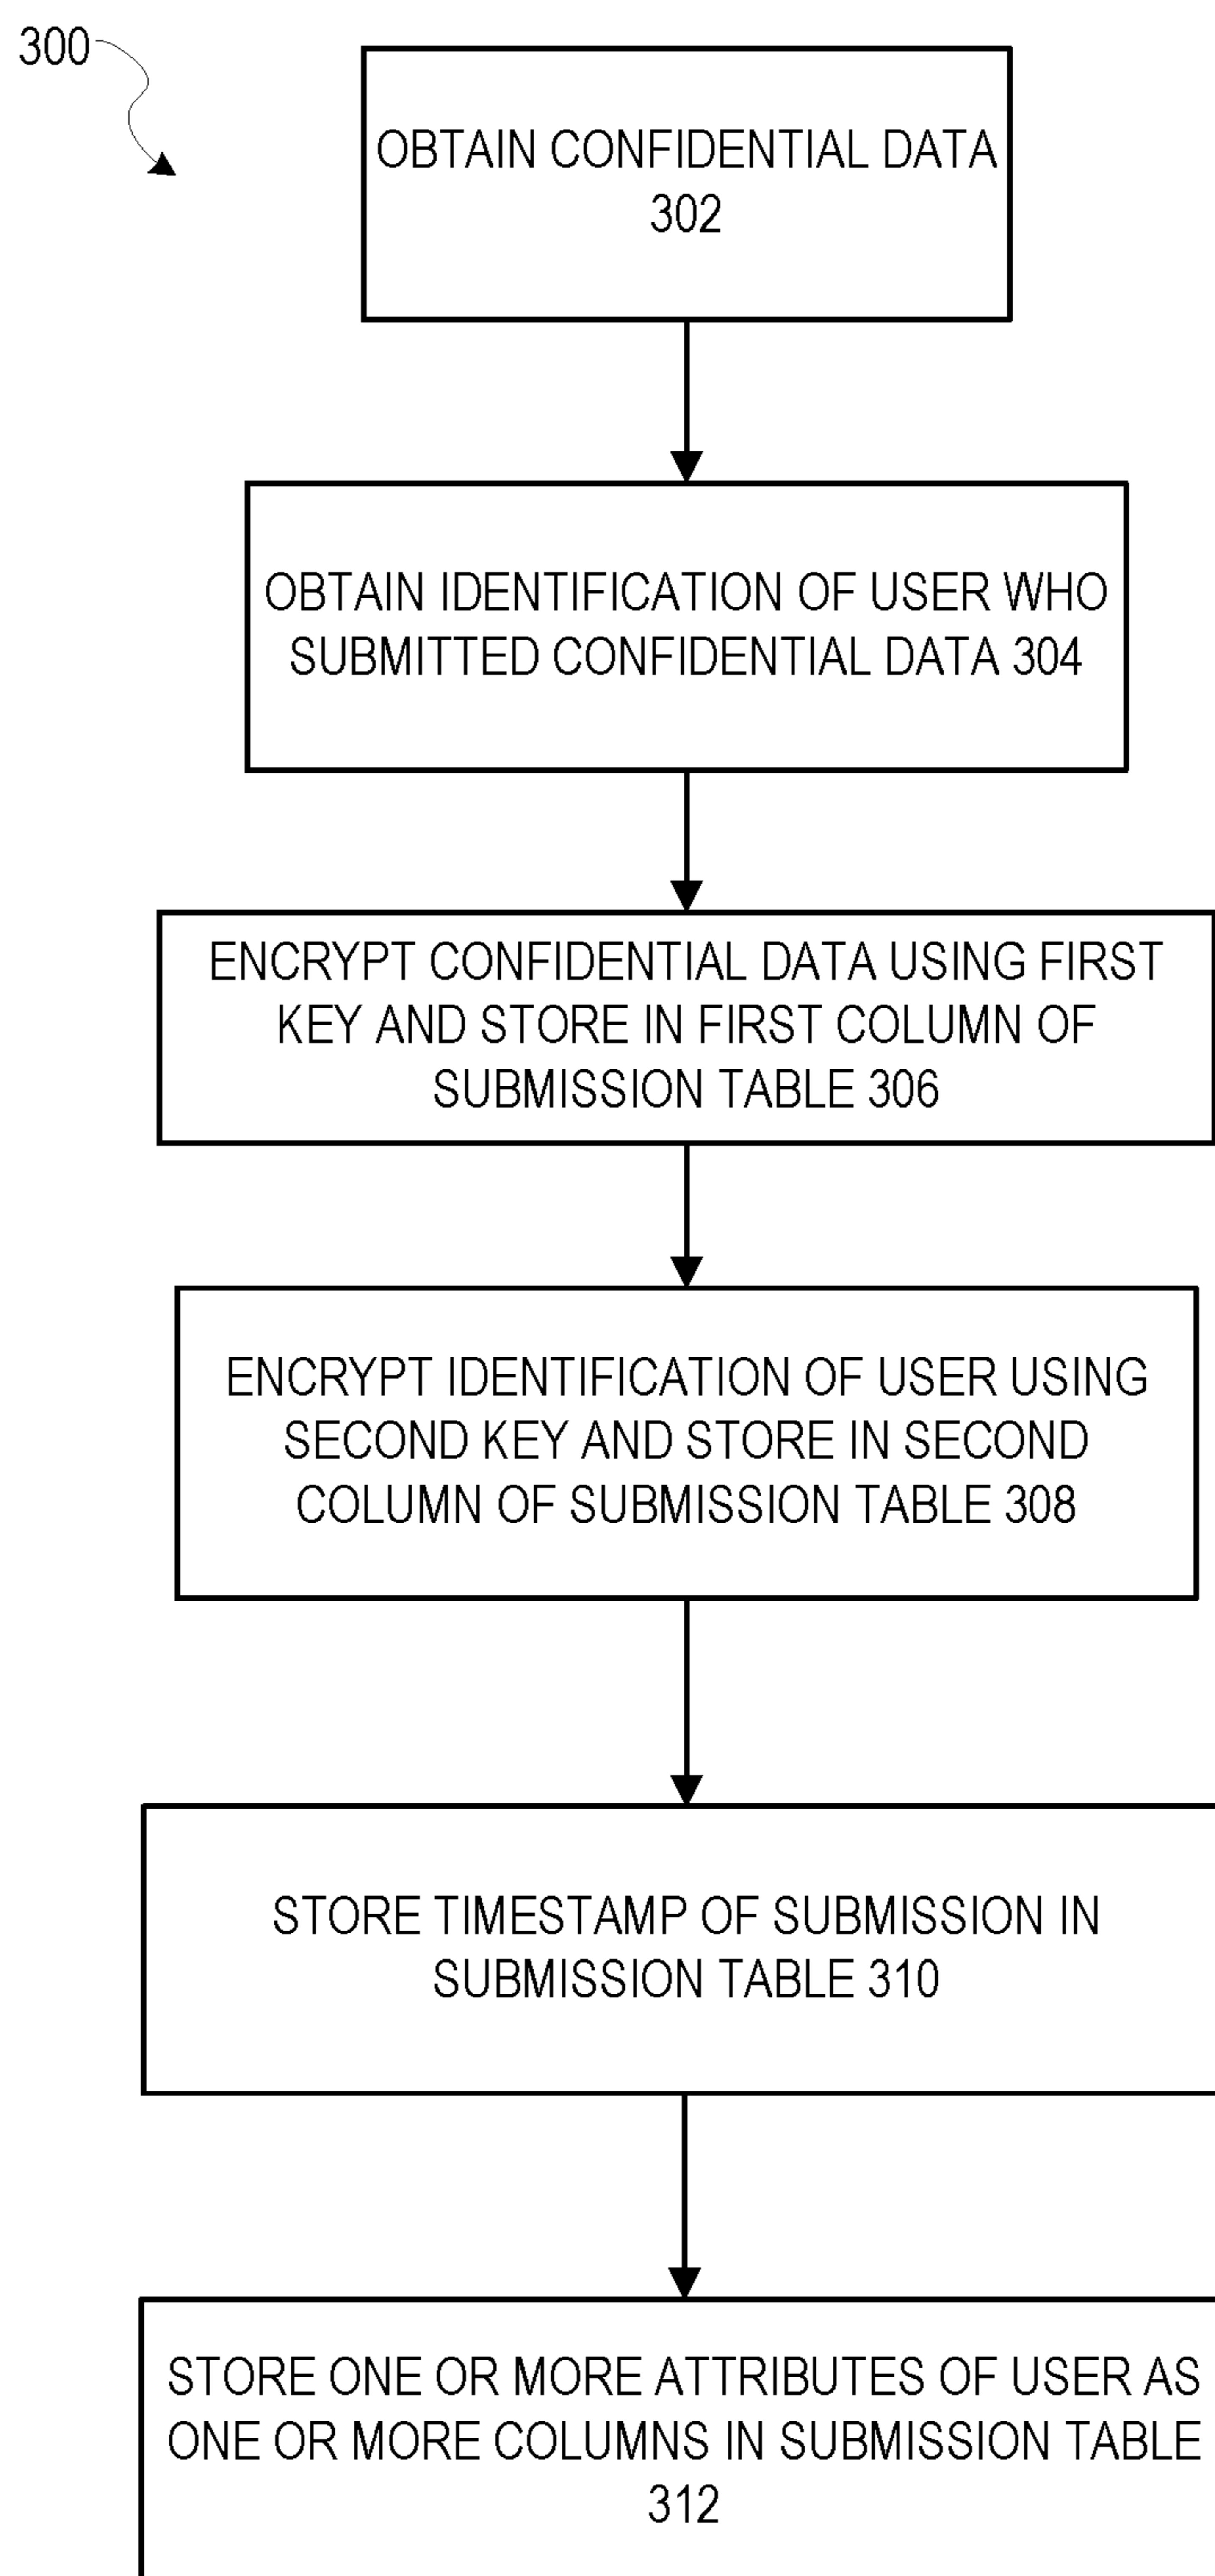 300
OBTAIN CONFIDENTIAL DATA
302
OBTAIN IDENTIFICATION OF USER WHO
SUBMITTED CONFIDENTIAL DATA 304
ENCRYPT CONFIDENTIAL DATA USING FIRST
KEY AND STORE IN FIRST COLUMN OF
SUBMISSION TABLE 306
ENCRYPT IDENTIFICATION OF USER USING
SECOND KEY AND STORE IN SECOND
COLUMN OF SUBMISSION TABLE 308
STORE TIMESTAMP OF SUBMISSION IN
SUBMISSION TABLE 310
STORE ONE OR MORE ATTRIBUTES OF USER AS
ONE OR MORE COLUMNS IN SUBMISSION TABLE
312